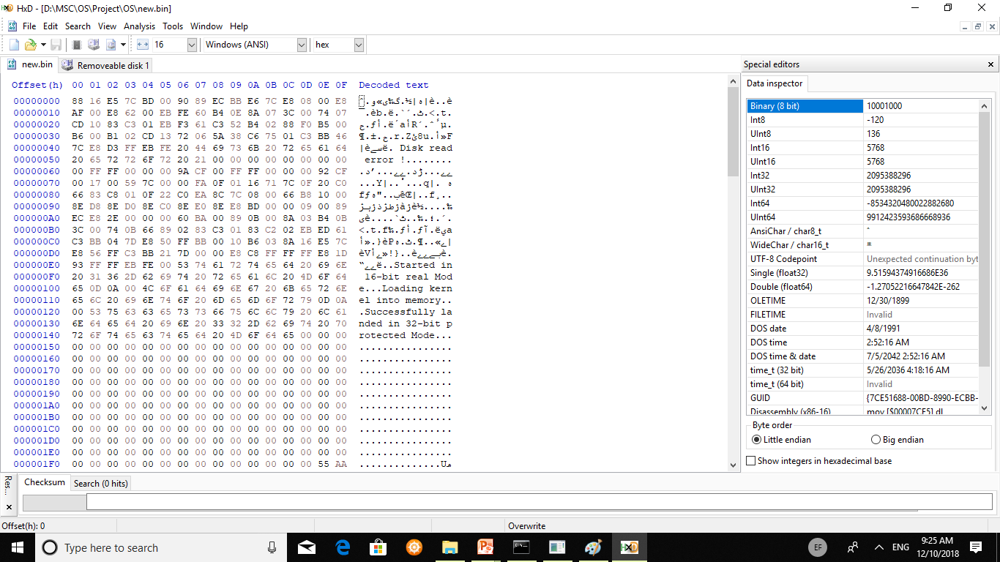 HxD - [D:\MSC\OS\Project\OS\new.bin]
File Edit Search View Analysis Tools Window Help
16 Windows (ANSI) hex
new.bin Removeable disk 1
Offset(h) 00 01 02 03 04 05 06 07 08 09 0A 0B 0C 0D 0E 0F Decoded text
00000000 88 16 E5 7C BD 00 90 89 EC BB E6 7C E8 08 00 E8
00000010 AF 00 E8 62 00 EB FE 60 B4 0E 8A 07 3C 00 74 07
00000020 CD 10 83 C3 01 EB F3 61 C3 52 B4 02 88 F0 B5 00
00000030 B6 00 B1 02 CD 13 72 06 5A 38 C6 75 01 C3 BB 46
00000040 7C E8 D3 FF EB FE 20 44 69 73 6B 20 72 65 61 64
00000050 20 65 72 72 6F 72 20 21 00 00 00 00 00 00 00 00 error !........
00000060 00 FF FF 00 00 00 9A CF 00 FF FF 00 00 00 92 CF
00000070 00 17 00 59 7C 00 00 FA 0F 01 16 71 7C 0F 20 C0
00000080 66 83 C8 01 0F 22 C0 EA 8C 7C 08 00 66 B8 10 00
00000090 8E D8 8E D0 8E C0 8E E0 8E E8 BD 00 00 09 00 89
000000A0 EC E8 2E 00 00 00 60 BA 00 89 0B 00 8A 03 B4 0B
000000B0 3C 00 74 0B 66 89 02 83 C3 01 83 C2 02 EB ED 61
000000C0 C3 BB 04 7D E8 50 FF BB 00 10 B6 03 8A 16 E5 7C
000000D0 E8 56 FF C3 BB 21 7D 00 00 E8 C8 FF FF FF E8 1D
000000E0 93 FF FF EB FE 00 53 74 61 72 74 65 64 20 69 6E
000000F0 20 31 36 2D 62 69 74 20 72 65 61 6C 20 4D 6F 64 16-bit real Mod
00000100 65 0D 0A 00 4C 6F 61 64 69 6E 67 20 6B 65 72 6E e...Loading kern
00000110 65 6C 20 69 6E 74 6F 20 6D 65 6D 6F 72 79 0D 0A el into memory..
00000120 00 53 75 63 63 65 73 73 66 75 6C 6C 79 20 6C 61 .Successfully la
00000130 6E 64 65 64 20 69 6E 20 33 32 2D 62 69 74 20 70 nded in 32-bit p
00000140 72 6F 74 65 63 74 65 64 20 4D 6F 64 65 00 00 00 rotected Mode...
00000150 00 00 00 00 00 00 00 00 00 00 00 00 00 00 00 00 ................
00000160 00 00 00 00 00 00 00 00 00 00 00 00 00 00 00 00 ................
00000170 00 00 00 00 00 00 00 00 00 00 00 00 00 00 00 00 ................
00000180 00 00 00 00 00 00 00 00 00 00 00 00 00 00 00 00 ................
00000190 00 00 00 00 00 00 00 00 00 00 00 00 00 00 00 00 ................
000001A0 00 00 00 00 00 00 00 00 00 00 00 00 00 00 00 00 ................
000001B0 00 00 00 00 00 00 00 00 00 00 00 00 00 00 00 00 ................
000001C0 00 00 00 00 00 00 00 00 00 00 00 00 00 00 00 00 ................
000001D0 00 00 00 00 00 00 00 00 00 00 00 00 00 00 00 00 ................
000001E0 00 00 00 00 00 00 00 00 00 00 00 00 00 00 00 00 ................
000001F0 00 00 00 00 00 00 00 00 00 00 00 00 00 00 55 AA
Special editors
Data inspector
Binary (8 bit) 10001000
Int8 -120
UInt8 136
Int16 5768
UInt16 5768
Int32 2095388296
UInt32 2095388296
Int64 -8534320480022882680
UInt64 9912423593686668936
AnsiChar / char8_t ˆ
WideChar / char16_t
UTF-8 Codepoint Unexpected continuation byt
Single (float32) 9.51594374916686E36
Double (float64) -1.27052216647842E-262
OLETIME 12/30/1899
FILETIME Invalid
DOS date 4/8/1991
DOS time 2:52:16 AM
DOS time & date 7/5/2042 2:52:16 AM
time_t (32 bit) 5/26/2036 4:18:16 AM
time_t (64 bit) Invalid
GUID {7CE51688-00BD-8990-ECBB-
Disassembly (x86-16) mov [$00007CE5],dl
Byte order
Little endian Big endian
Show integers in hexadecimal base
Res...
Checksum Search (0 hits)
Offset(h): 0 Overwrite
Type here to search
EF ENG 9:25 AM
12/10/2018